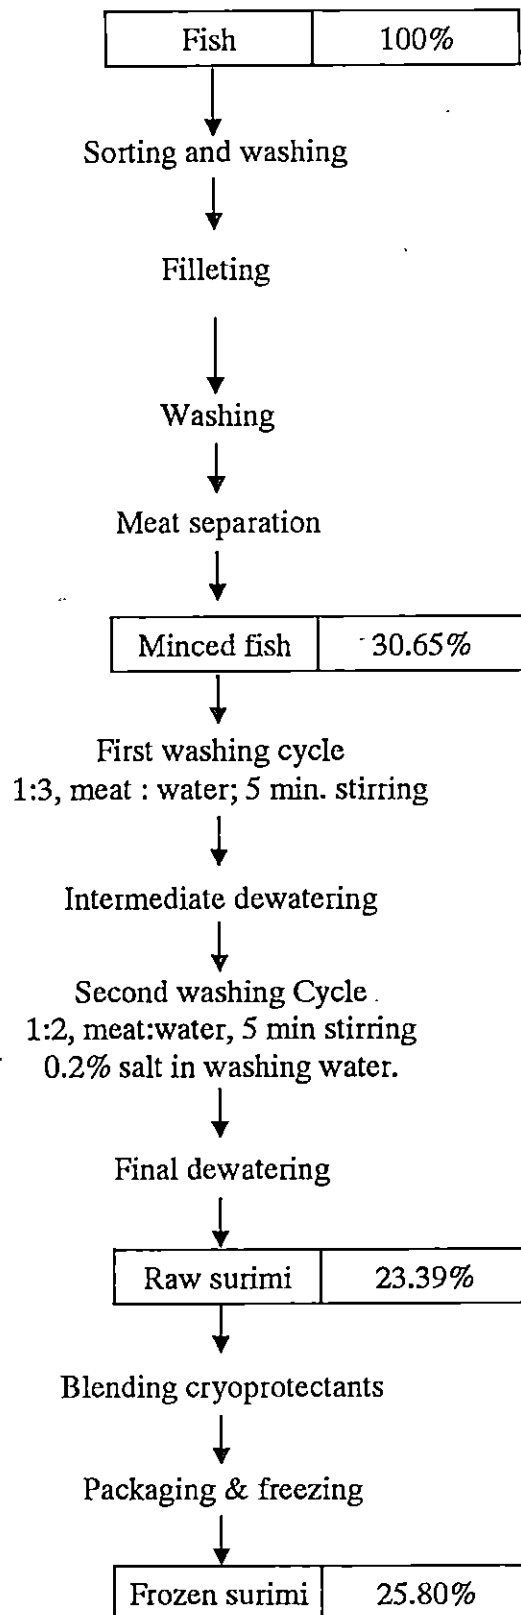 Fish 100%
Sorting and washing
Filleting
Washing
Meat separation
Minced fish 30.65%
First washing cycle
1:3, meat : water; 5 min. stirring
Intermediate dewatering
Second washing Cycle
1:2, meat:water, 5 min stirring
0.2% salt in washing water.
Final dewatering
Raw surimi 23.39%
Blending cryoprotectants
Packaging & freezing
Frozen surimi 25.80%